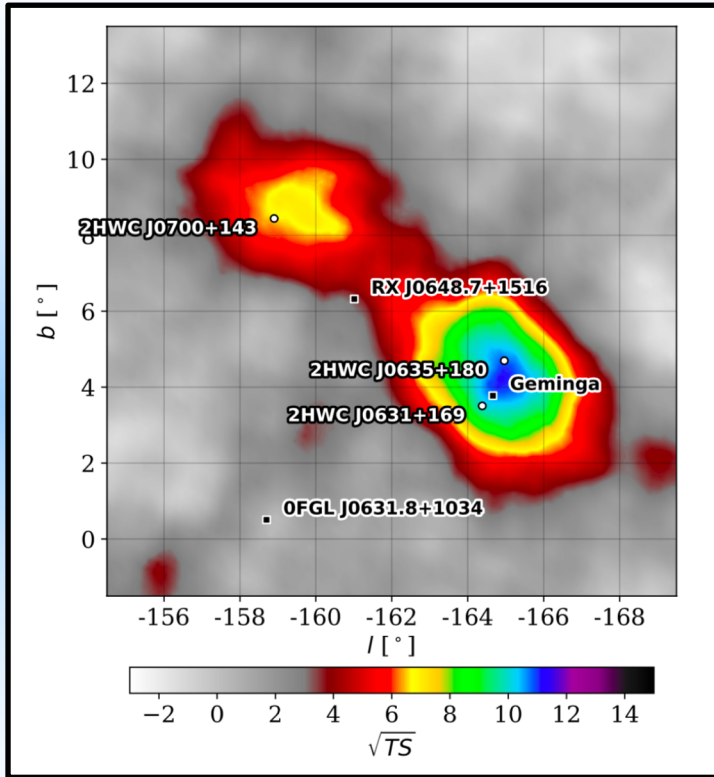 12
10
8
6
4
2
0
b [°]
2HWC J0700+143
RX J0648.7+1516
2HWC J0635+180
Geminga
2HWC J0631+169
0FGL J0631.8+1034
-156 -158 -160 -162 -164 -166 -168
l [°]
−2 0 2 4 6 8 10 12 14
√TS